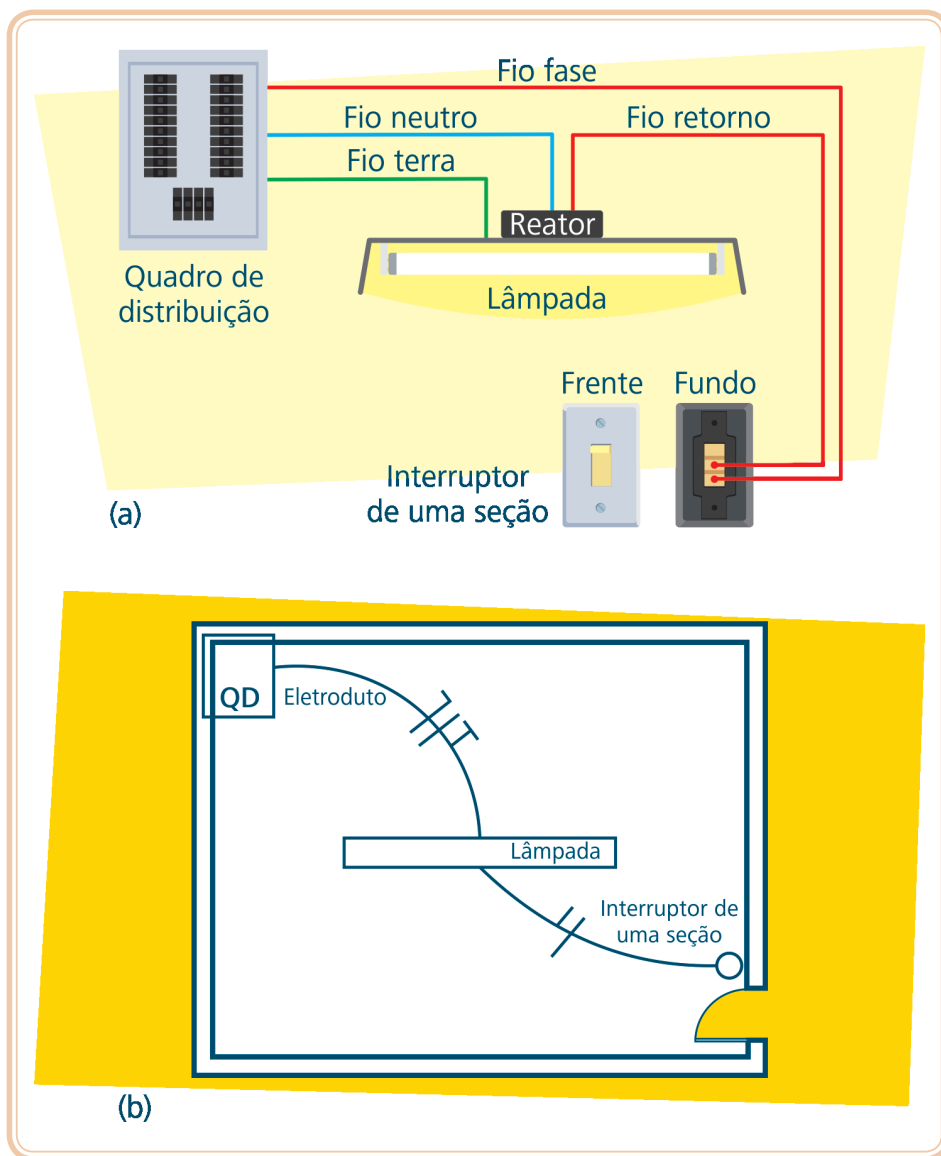 Fio fase
Fio neutro
Fio retorno
Fio terra
Reator
Quadro de
distribuição
Lâmpada
Frente
Fundo
Interruptor
de uma seção
(a)
QD
Eletroduto
Lâmpada
Interruptor de
uma seção
(b)